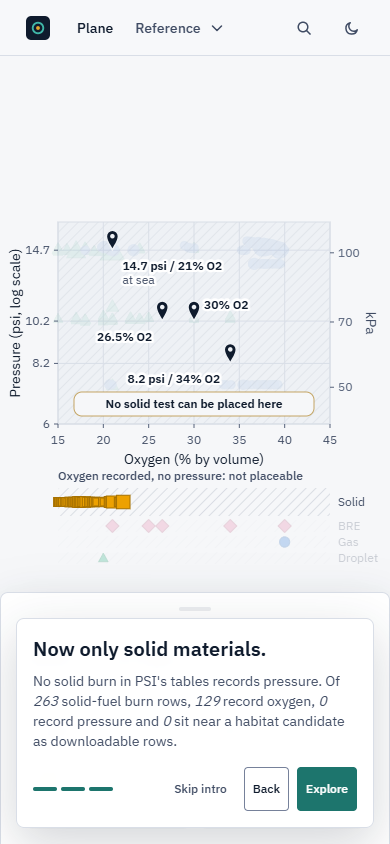 Plane
Reference
Pressure (psi, log scale)
14.7
10.2
8.2
6
14.7 psi / 21% O2
at sea
30% O2
26.5% O2
8.2 psi / 34% O2
No solid test can be placed here
100
70
50
kPa
15 20 25 30 35 40 45
Oxygen (% by volume)
Oxygen recorded, no pressure: not placeable
Solid
BRE
Gas
Droplet
Now only solid materials.
No solid burn in PSI's tables records pressure. Of
263 solid-fuel burn rows, 129 record oxygen, 0
record pressure and 0 sit near a habitat candidate
as downloadable rows.
Skip intro
Back
Explore